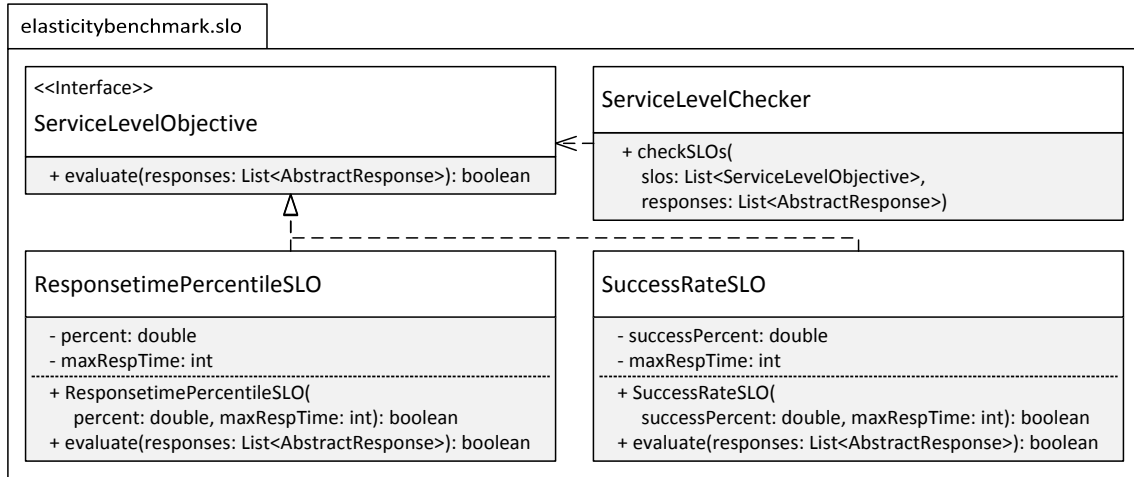 elasticitybenchmark.slo
<<Interface>>
ServiceLevelObjective
+ evaluate(responses: List<AbstractResponse>): boolean
ServiceLevelChecker
+ checkSLOs(
slos: List<ServiceLevelObjective>,
responses: List<AbstractResponse>)
ResponsetimePercentileSLO
- percent: double
- maxRespTime: int
+ ResponsetimePercentileSLO(
percent: double, maxRespTime: int): boolean
+ evaluate(responses: List<AbstractResponse>): boolean
SuccessRateSLO
- successPercent: double
- maxRespTime: int
+ SuccessRateSLO(
successPercent: double, maxRespTime: int): boolean
+ evaluate(responses: List<AbstractResponse>): boolean